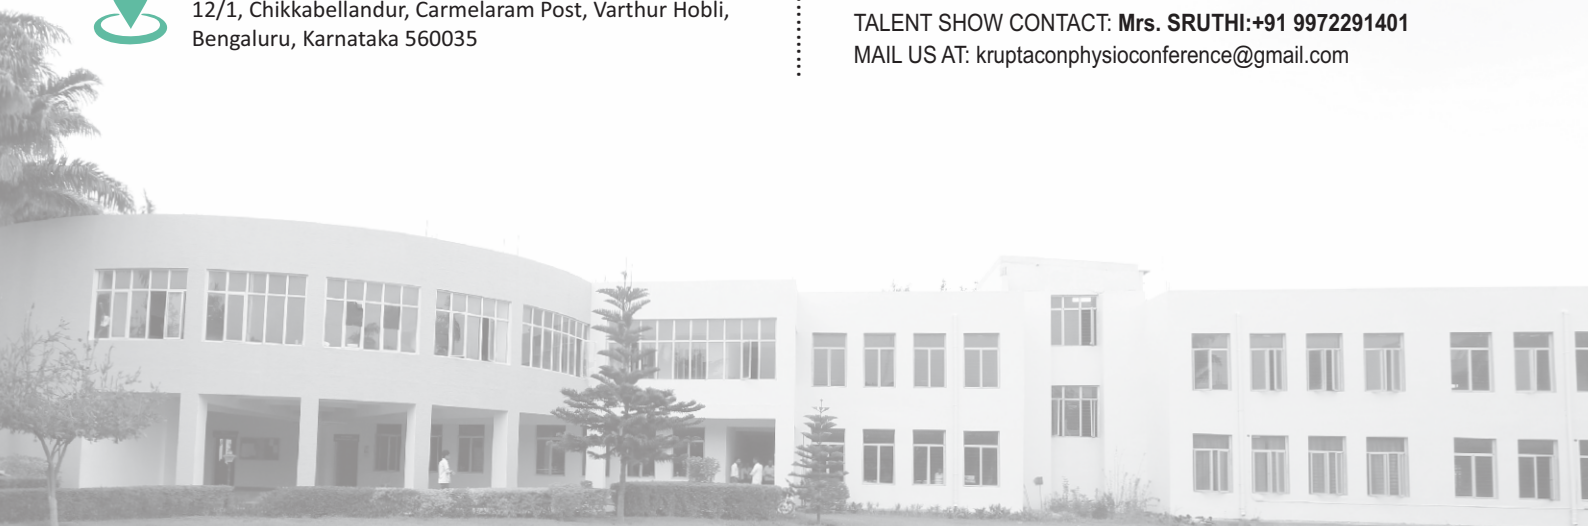 12/1, Chikkabellandur, Carmelaram Post, Varthur Hobli,
Bengaluru, Karnataka 560035
TALENT SHOW CONTACT: Mrs. SRUTHI:+91 9972291401
MAIL US AT: kruptaconphysioconference@gmail.com